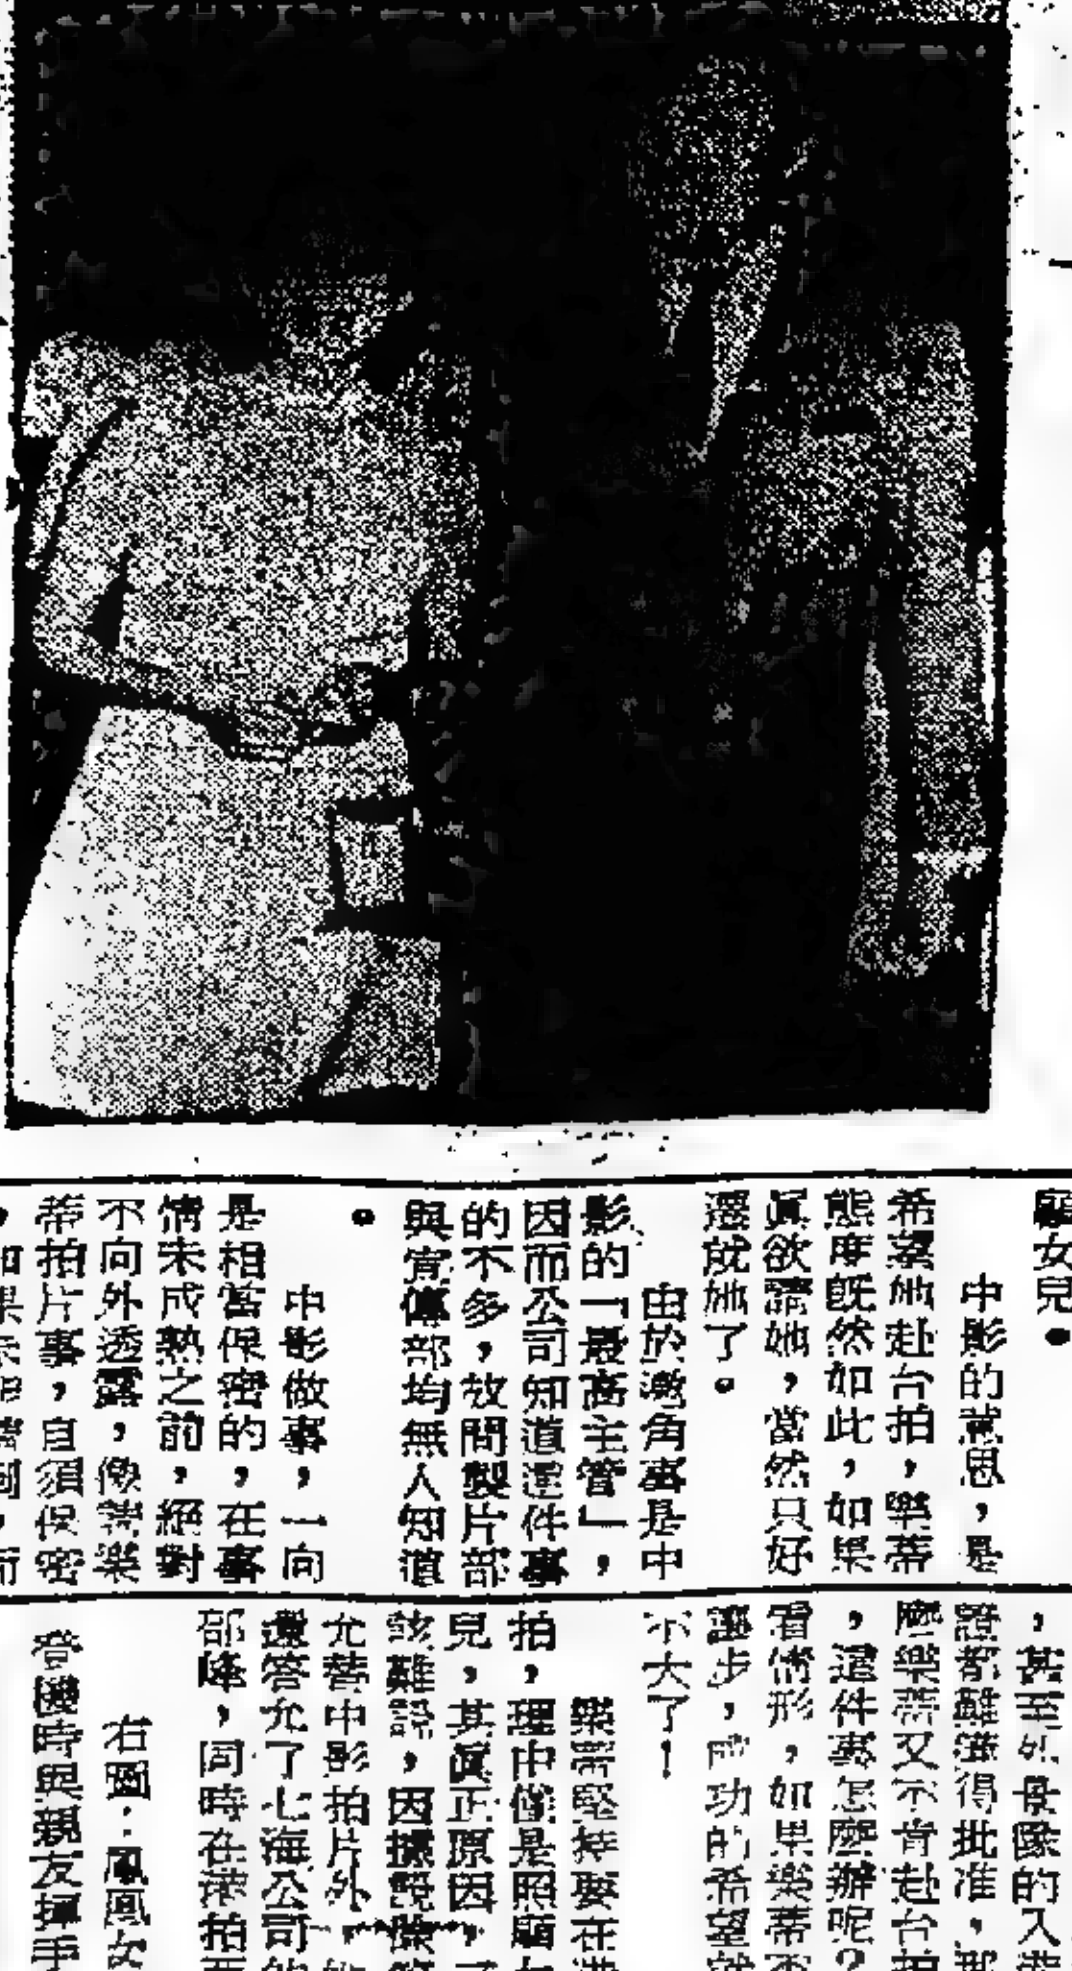 顧女兒。
中影的意思，是
希望她赴台拍，樂蒂
態度旣然如此，如果
眞欲請她，當然只好
遷就她了。
由於邀角事是中
影的「最高主管」，
因而公司知道這件事
的不多，故問製片部
與宣傳部均無人知道
。
中影做事，一向
是相當保密的，在事
情未成熟之前，絕對
不向外透露，像請樂
蒂拍片事，自須保密
，如果
，甚至
的入
證都難獲得批准，那
麼樂蒂又不肯赴台拍
，這件事怎麼辦呢？
看情形，如果樂蒂不
讓步，成功的希望就
不大了！
樂蒂堅持要在
拍，理由像是照顧
兒，其眞正原因，
該難說，因據說除
允替中影拍片外，
還答允了七海公司的
部峰，同時在港拍
右圖：鳳凰女
登機時與親友揮手